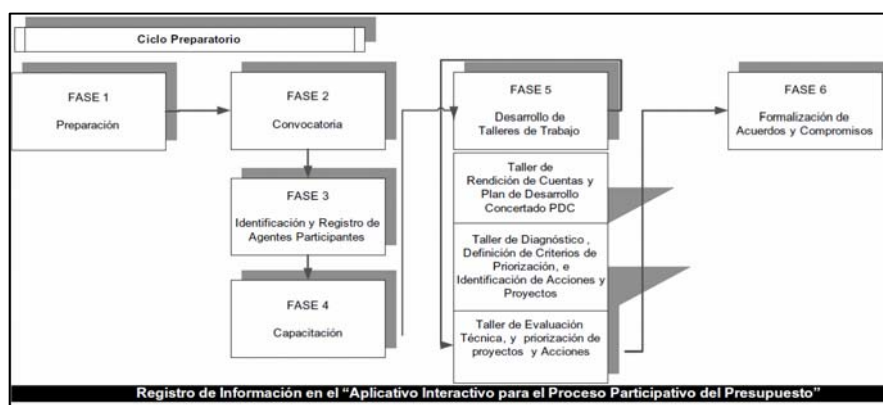 Ciclo Preparatorio
FASE 1
Preparación
FASE 2
Convocatoria
FASE 3
Identificación y Registro de
Agentes Participantes
FASE 4
Capacitación
FASE 5
Desarrollo de
Talleres de Trabajo
Taller de
Rendición de Cuentas y
Plan de Desarrollo
Concertado PDC
Taller de Diagnóstico ,
Definición de Criterios de
Priorización, e
Identificación de Acciones y
Proyectos
Taller de Evaluación
Técnica, y priorización de
proyectos y Acciones
FASE 6
Formalización de
Acuerdos y Compromisos
Registro de Información en el “Aplicativo Interactivo para el Proceso Participativo del Presupuesto”